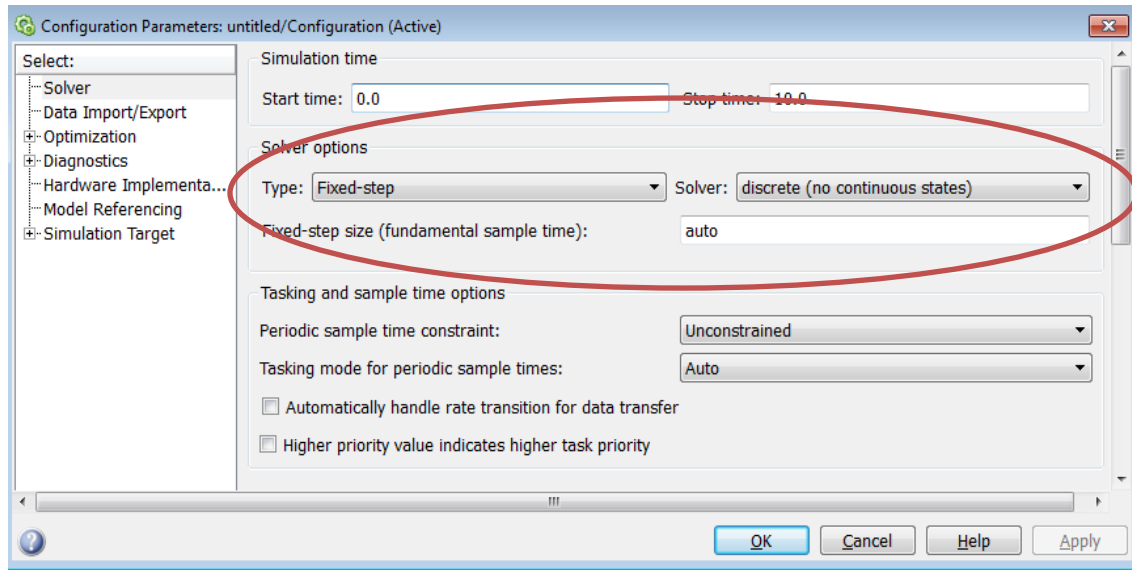 Configuration Parameters: untitled/Configuration (Active)
Select:
Solver
Data Import/Export
Optimization
Diagnostics
Hardware Implementa...
Model Referencing
Simulation Target
Simulation time
Start time: 0.0 Stop time: 10.0
Solver options
Type: Fixed-step Solver: discrete (no continuous states)
Fixed-step size (fundamental sample time): auto
Tasking and sample time options
Periodic sample time constraint: Unconstrained
Tasking mode for periodic sample times: Auto
Automatically handle rate transition for data transfer
Higher priority value indicates higher task priority
OK Cancel Help Apply